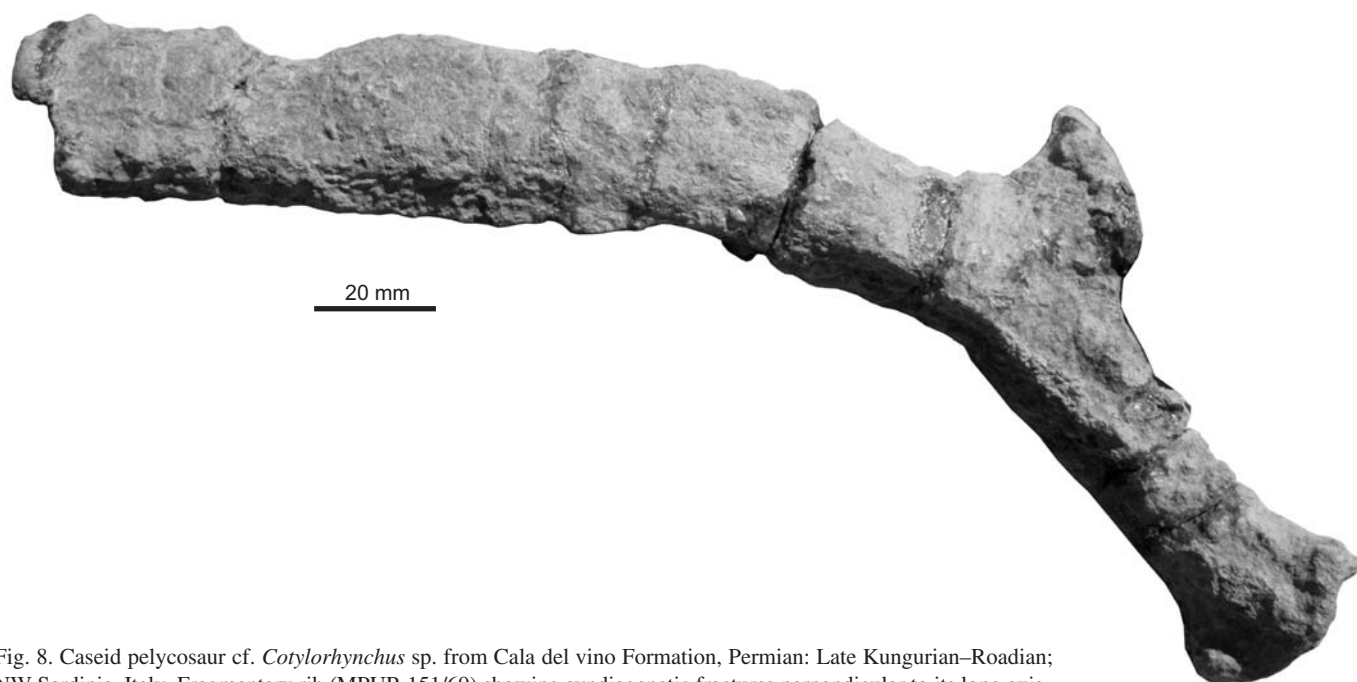 20 mm
Fig. 8. Caseid pelycosaur cf. Cotylorhynchus sp. from Cala del vino Formation, Permian: Late Kungurian–Roadian;
NW Sardinia, Italy. Fragmentary rib (MPUR 151/60) showing syndiagenetic fractures perpendicular to its long axis.